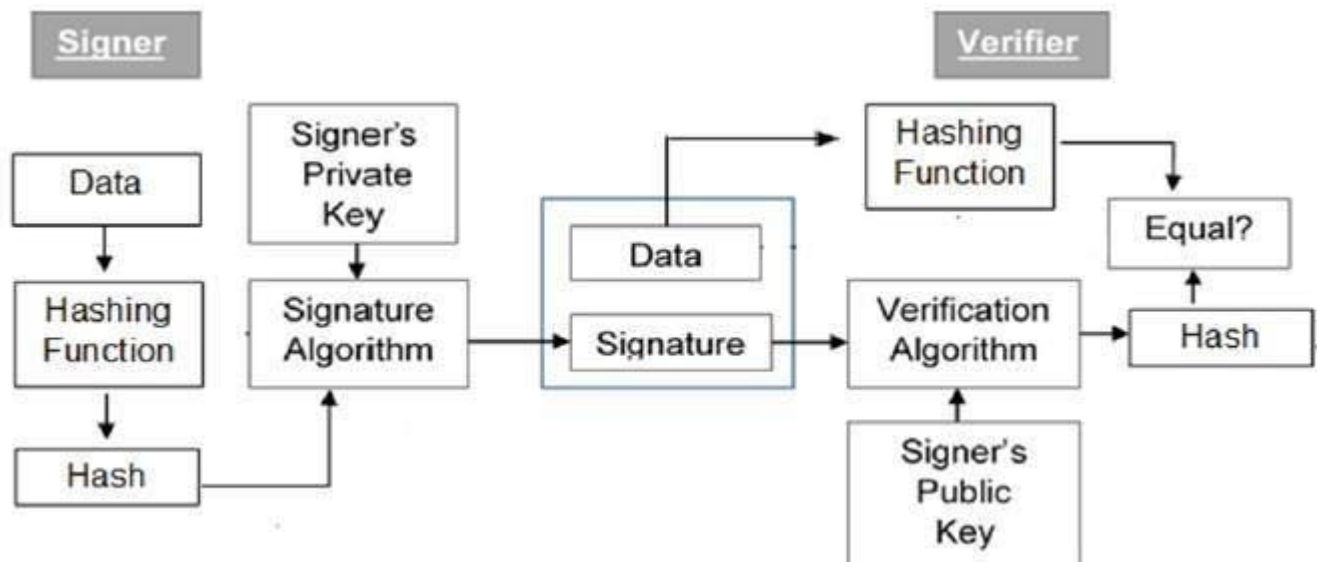 Signer
Verifier
Data
Hashing
Function
Hash
Signer's
Private
Key
Signature
Algorithm
Data
Signature
Hashing
Function
Verification
Algorithm
Signer's
Public
Key
Equal?
Hash